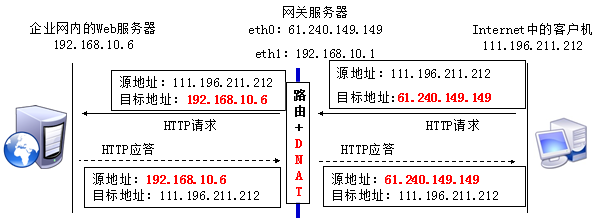 企业网内的Web服务器
192.168.10.6
网关服务器
eth0：61.240.149.149
eth1：192.168.10.1
Internet中的客户机
111.196.211.212
源地址：111.196.211.212
目标地址：192.168.10.6
HTTP请求
HTTP应答
源地址：192.168.10.6
目标地址：111.196.211.212
路由+DNAT
源地址：111.196.211.212
目标地址:61.240.149.149
HTTP请求
HTTP应答
源地址：61.240.149.149
目标地址：111.196.211.212